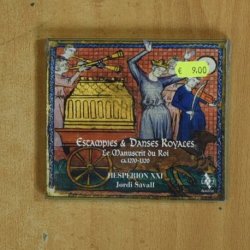 € 9.00
ESTAMPIES & DANSES ROYALES
Le Manuscrit du Roi
ca.1270-1320
HESPÈRION XXI
Jordi Savall